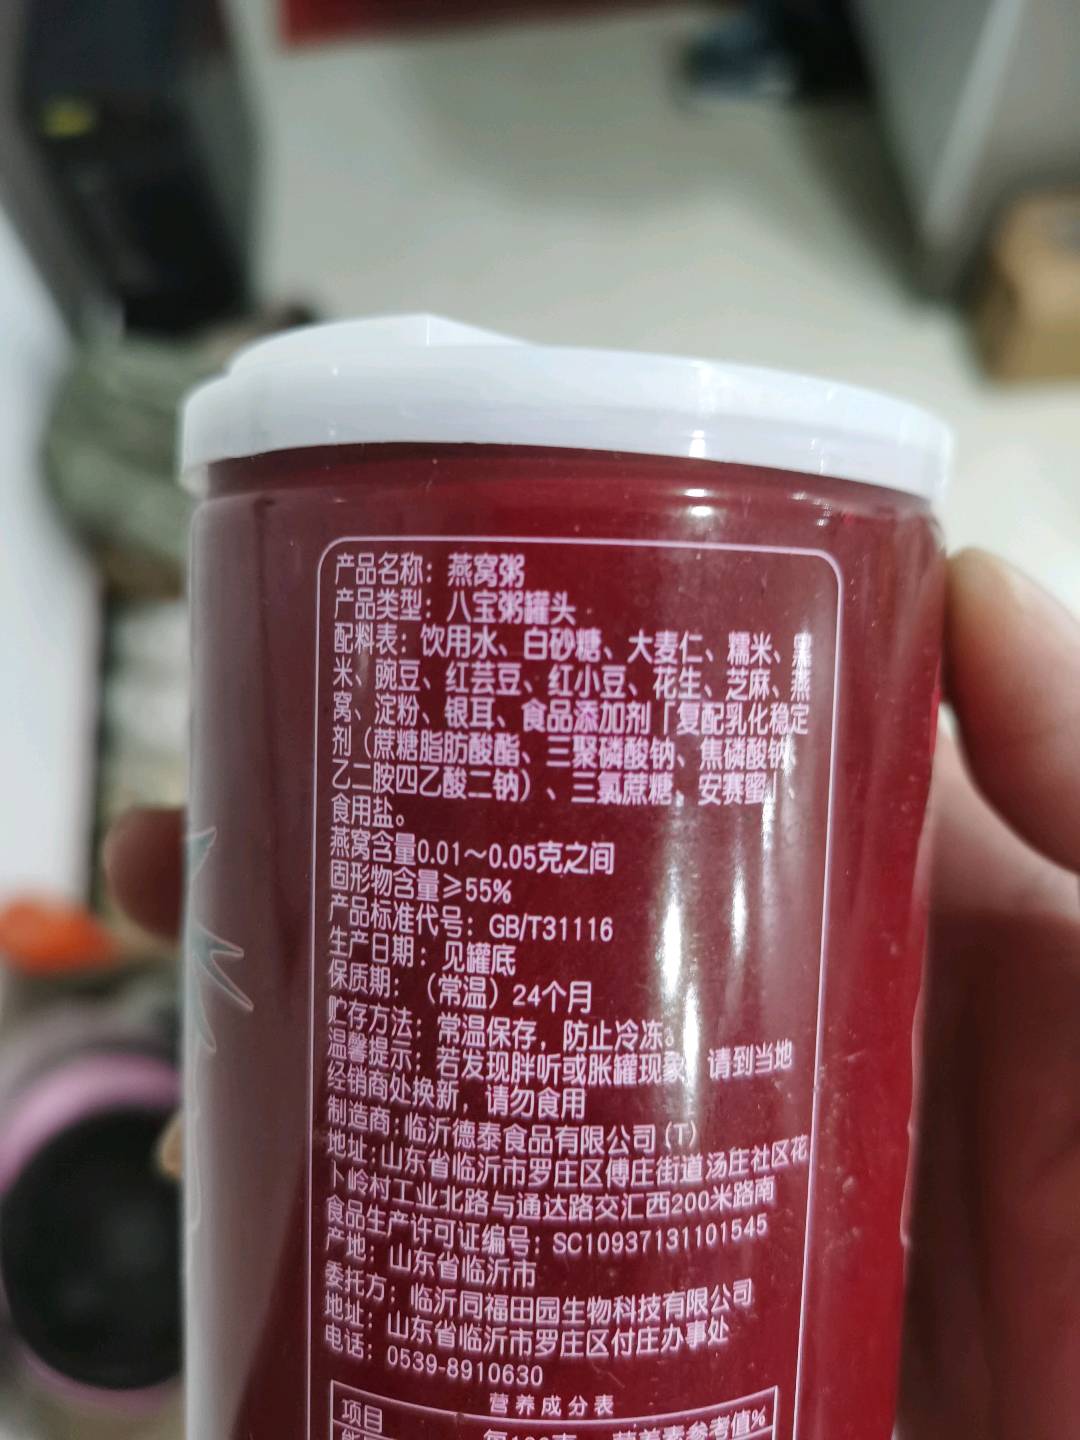 产品名称：燕窝粥
产品类型：八宝粥罐头
配料表：饮用水、白砂糖、大麦仁、糯米、黑
米、豌豆、红芸豆、红小豆、花生、芝麻、燕
窝、淀粉、银耳、食品添加剂「复配乳化稳定
剂（蔗糖脂肪酸酯、三聚磷酸钠、焦磷酸钠、
乙二胺四乙酸二钠）、三氯蔗糖、安赛蜜」、
食用盐。
燕窝含量0.01～0.05克之间
固形物含量≥55%
产品标准代号：GB/T31116
生产日期：见罐底
保质期：（常温）24个月
贮存方法：常温保存，防止冷冻。
温馨提示：若发现胖听或胀罐现象，请到当地
经销商处换新，请勿食用
制造商：临沂德泰食品有限公司(T)
地址：山东省临沂市罗庄区傅庄街道汤庄社区花
卜岭村工业北路与通达路交汇西200米路南
食品生产许可证编号：SC10937131101545
产地：山东省临沂市
委托方：临沂同福田园生物科技有限公司
地址：山东省临沂市罗庄区付庄办事处
电话：0539-8910630
营养成分表
项目 每100克 营养素参考值%